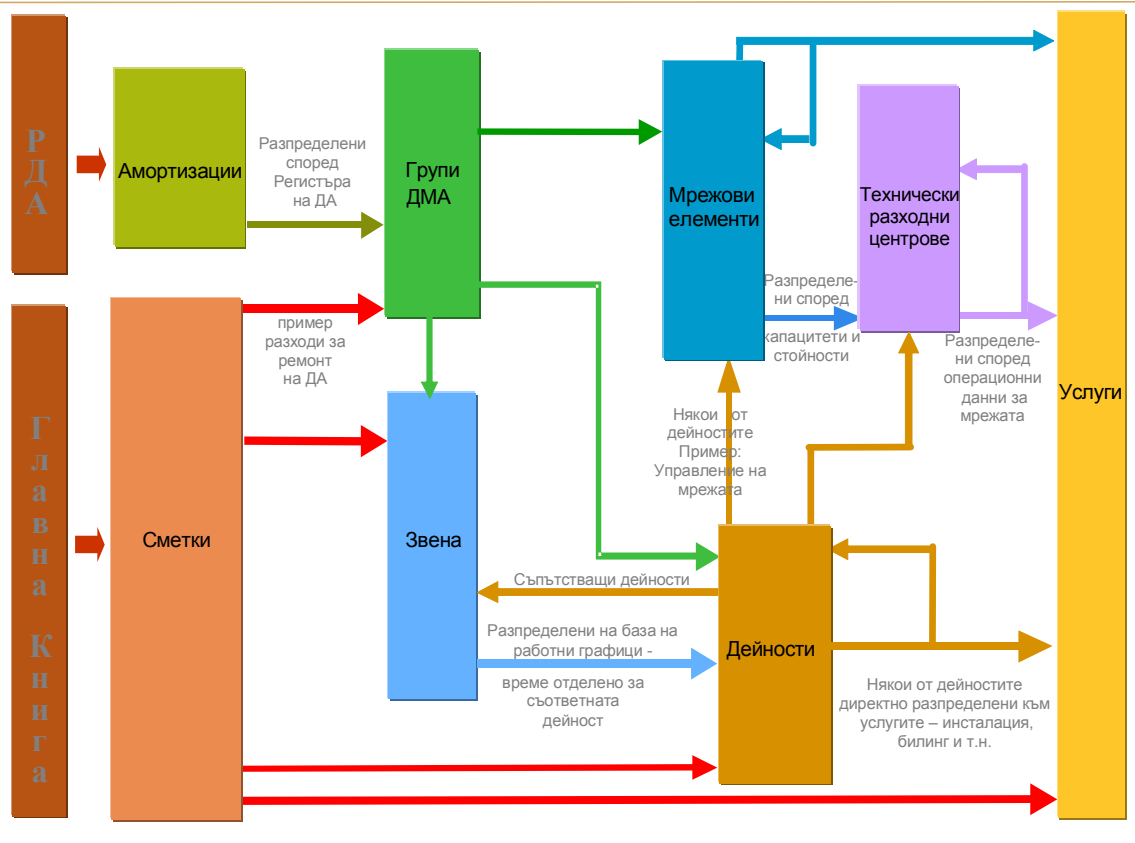 РДА
Амортизации
Разпределени
според
Регистъра
на ДА
Групи
ДМА
Мрежови
елементи
Технически
разходни
центрове
Услуги
Главна Книга
Сметки
пример
разходи за
ремонт
на ДА
Звена
Разпределе-
ни според
капацитети и
стойности
Разпределе-
ни според
операционни
данни за
мрежата
Някои от
дейностите
Пример:
Управление на
мрежата
Съпътстващи дейности
Разпределени на база на
работни графици -
време отделено за
съответната
дейност
Дейности
Някои от дейностите
директно разпределени към
услугите – инсталация,
билинг и т.н.